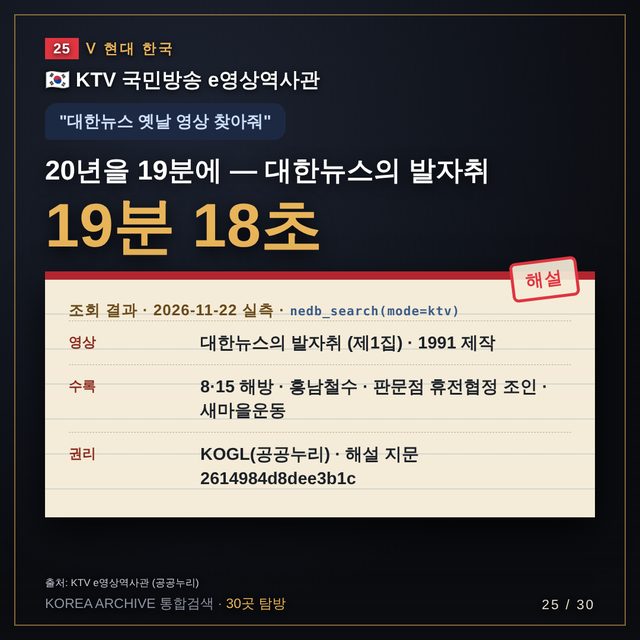 25 V 현대 한국
🇰🇷 KTV 국민방송 e영상역사관
"대한뉴스 옛날 영상 찾아줘"
20년을 19분에 — 대한뉴스의 발자취
19분 18초
해설
조회 결과 · 2026-11-22 실측 · nedb_search(mode=ktv)
영상 대한뉴스의 발자취 (제1집) · 1991 제작
수록 8·15 해방 · 흥남철수 · 판문점 휴전협정 조인 ·
새마을운동
권리 KOGL(공공누리) · 해설 지문
2614984d8dee3b1c
출처: KTV e영상역사관 (공공누리)
KOREA ARCHIVE 통합검색 · 30곳 탐방
25 / 30